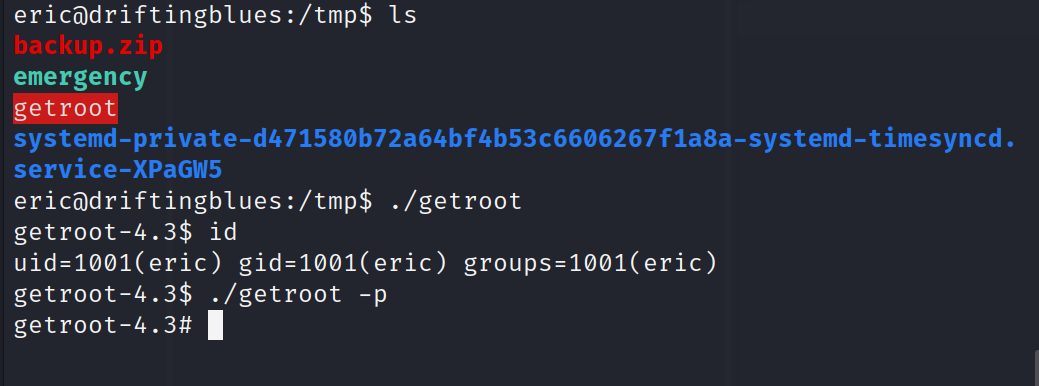 eric@driftingblues:/tmp$ ls
backup.zip
emergency
getroot
systemd-private-d471580b72a64bf4b53c6606267f1a8a-systemd-timesyncd.
service-XPaGW5
eric@driftingblues:/tmp$ ./getroot
getroot-4.3$ id
uid=1001(eric) gid=1001(eric) groups=1001(eric)
getroot-4.3$ ./getroot -p
getroot-4.3#